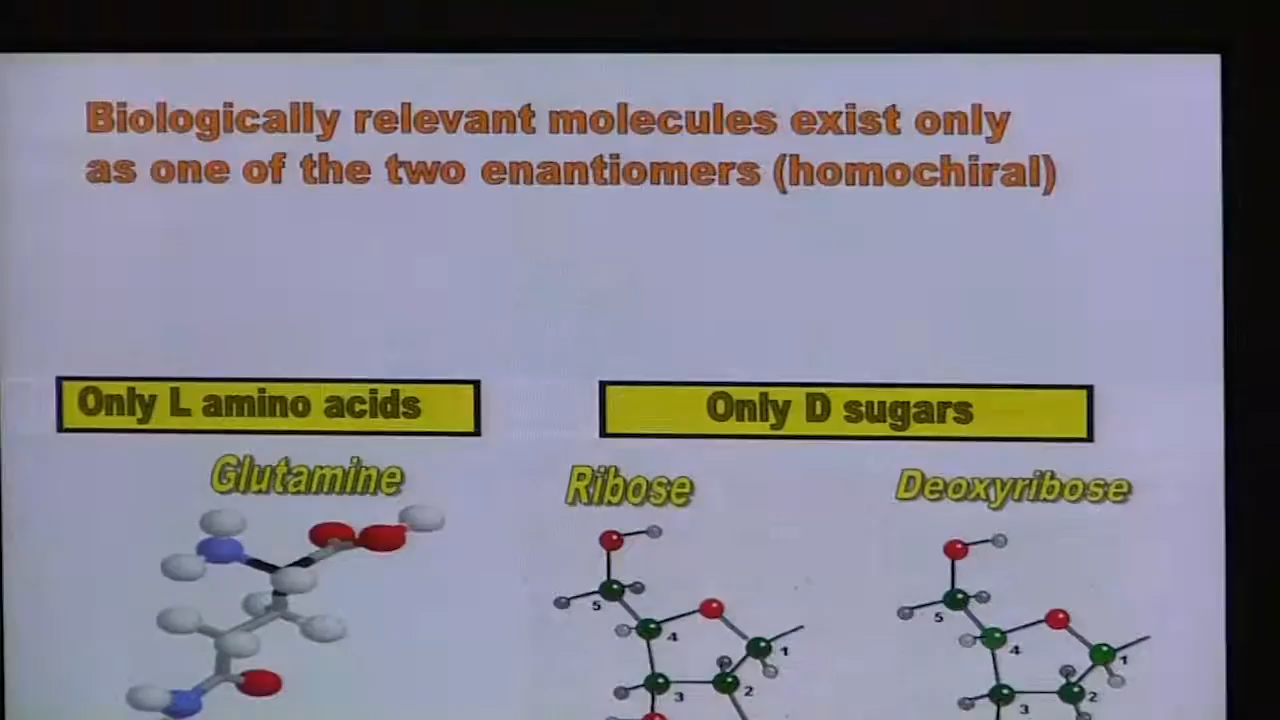 Biologically relevant molecules exist only
as one of the two enantiomers (homochiral)
Only L amino acids
Only D sugars
Glutamine
Ribose
Deoxyribose
5
4
1
3
2
5
4
1
3
2